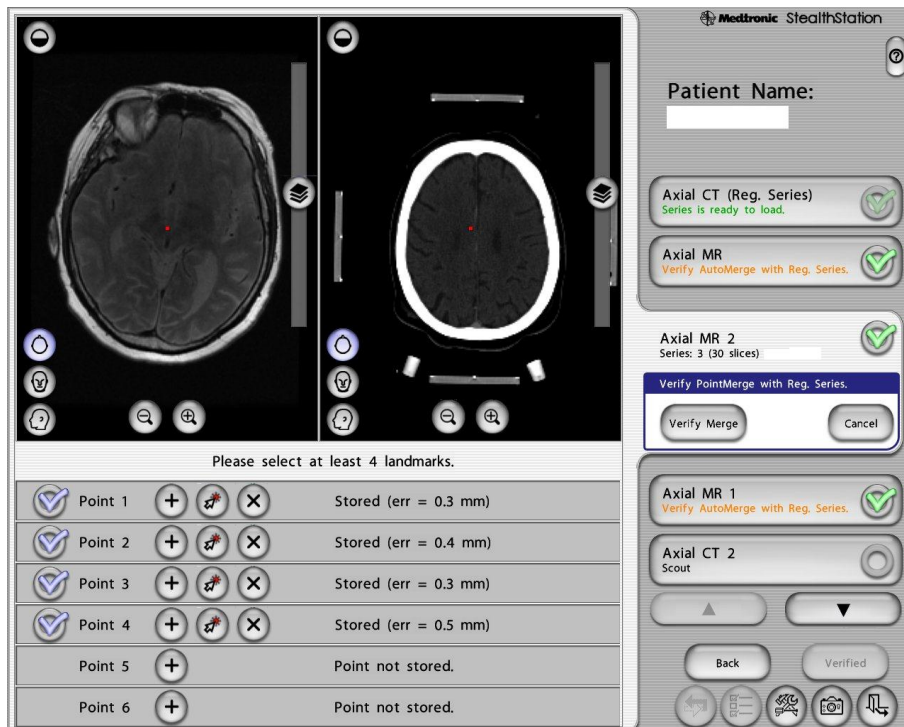 Medtronic StealthStation
?
Patient Name:
Axial CT (Reg. Series)
Series is ready to load.
Axial MR
Verify AutoMerge with Reg. Series.
Axial MR 2
Series: 3 (30 slices)
Verify PointMerge with Reg. Series.
Verify Merge
Cancel
Please select at least 4 landmarks.
Point 1 Stored (err = 0.3 mm)
Point 2 Stored (err = 0.4 mm)
Point 3 Stored (err = 0.3 mm)
Point 4 Stored (err = 0.5 mm)
Point 5 Point not stored.
Point 6 Point not stored.
Axial MR 1
Verify AutoMerge with Reg. Series.
Axial CT 2
Scout
Back
Verified